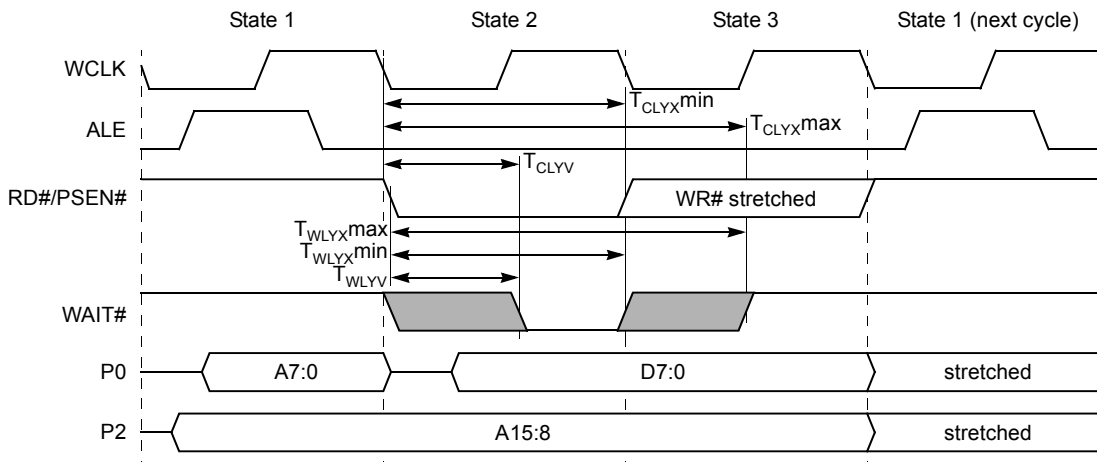 State 1 State 2 State 3 State 1 (next cycle)
WCLK
TCLYXmin
ALE
TCLYXmax
TCLYV
RD#/PSEN#
WR# stretched
TWLYXmax
TWLYXmin
TWLYV
WAIT#
P0 A7:0 D7:0 stretched
P2 A15:8 stretched